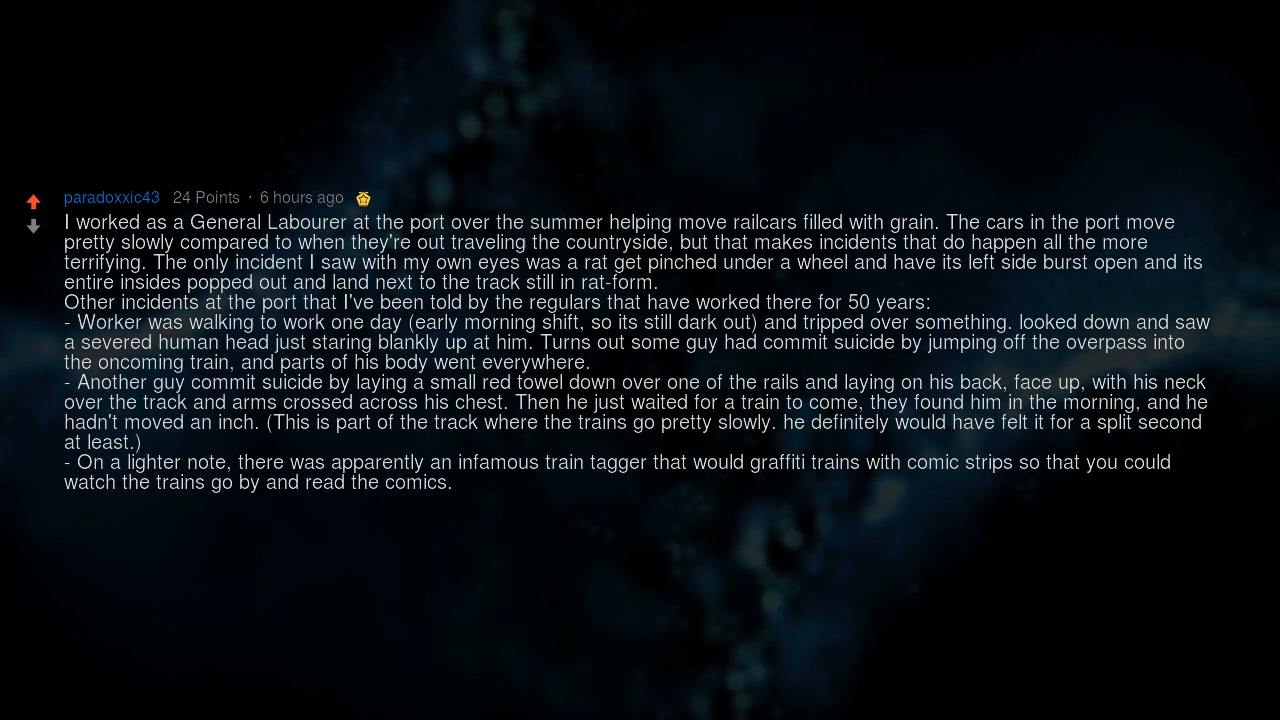 paradoxxic43 24 Points · 6 hours ago
I worked as a General Labourer at the port over the summer helping move railcars filled with grain. The cars in the port move
pretty slowly compared to when they're out traveling the countryside, but that makes incidents that do happen all the more
terrifying. The only incident I saw with my own eyes was a rat get pinched under a wheel and have its left side burst open and its
entire insides popped out and land next to the track still in rat-form.
Other incidents at the port that I've been told by the regulars that have worked there for 50 years:
- Worker was walking to work one day (early morning shift, so its still dark out) and tripped over something. looked down and saw
a severed human head just staring blankly up at him. Turns out some guy had commit suicide by jumping off the overpass into
the oncoming train, and parts of his body went everywhere.
- Another guy commit suicide by laying a small red towel down over one of the rails and laying on his back, face up, with his neck
over the track and arms crossed across his chest. Then he just waited for a train to come, they found him in the morning, and he
hadn't moved an inch. (This is part of the track where the trains go pretty slowly. he definitely would have felt it for a split second
at least.)
- On a lighter note, there was apparently an infamous train tagger that would graffiti trains with comic strips so that you could
watch the trains go by and read the comics.